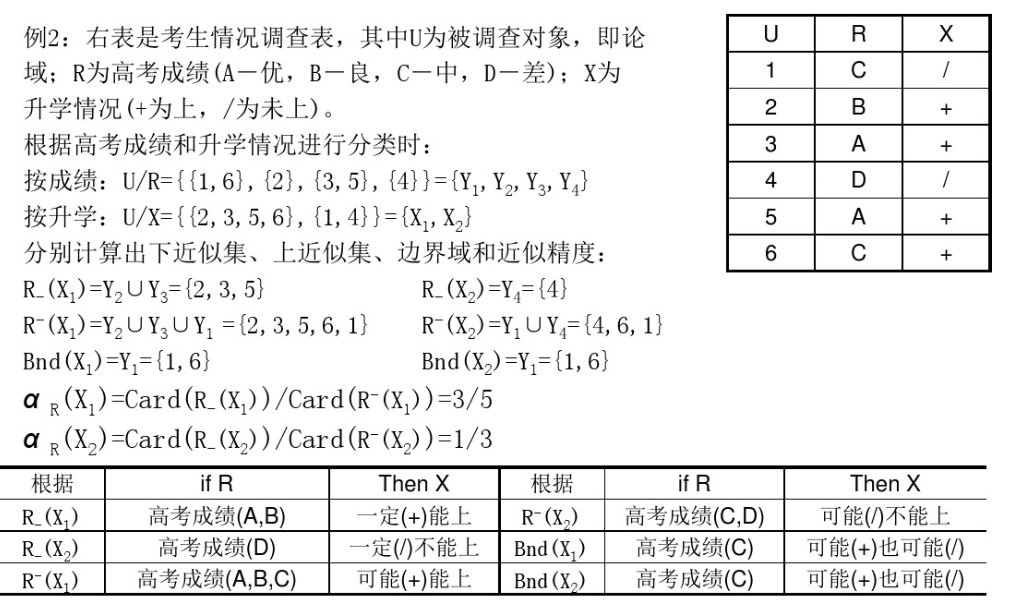 例2：右表是考生情况调查表，其中U为被调查对象，即论
域；R为高考成绩(A－优，B－良，C－中，D－差)；X为
升学情况(+为上，/为未上)。
根据高考成绩和升学情况进行分类时：
按成绩：U/R={{1,6},{2},{3,5},{4}}={Y₁,Y₂,Y₃,Y₄}
按升学：U/X={{2,3,5,6},{1,4}}={X₁,X₂}
分别计算出下近似集、上近似集、边界域和近似精度：
R₋(X₁)=Y₂∪Y₃={2,3,5} R₋(X₂)=Y₄={4}
R⁻(X₁)=Y₂∪Y₃∪Y₁ ={2,3,5,6,1} R⁻(X₂)=Y₁∪Y₄={4,6,1}
Bnd(X₁)=Y₁={1,6} Bnd(X₂)=Y₁={1,6}
α R(X₁)=Card(R₋(X₁))/Card(R⁻(X₁))=3/5
α R(X₂)=Card(R₋(X₂))/Card(R⁻(X₂))=1/3
U R X
1 C /
2 B +
3 A +
4 D /
5 A +
6 C +
根据 if R Then X 根据 if R Then X
R₋(X₁) 高考成绩(A,B) 一定(+)能上 R⁻(X₂) 高考成绩(C,D) 可能(/)不能上
R₋(X₂) 高考成绩(D) 一定(/)不能上 Bnd(X₁) 高考成绩(C) 可能(+)也可能(/)
R⁻(X₁) 高考成绩(A,B,C) 可能(+)能上 Bnd(X₂) 高考成绩(C) 可能(+)也可能(/)